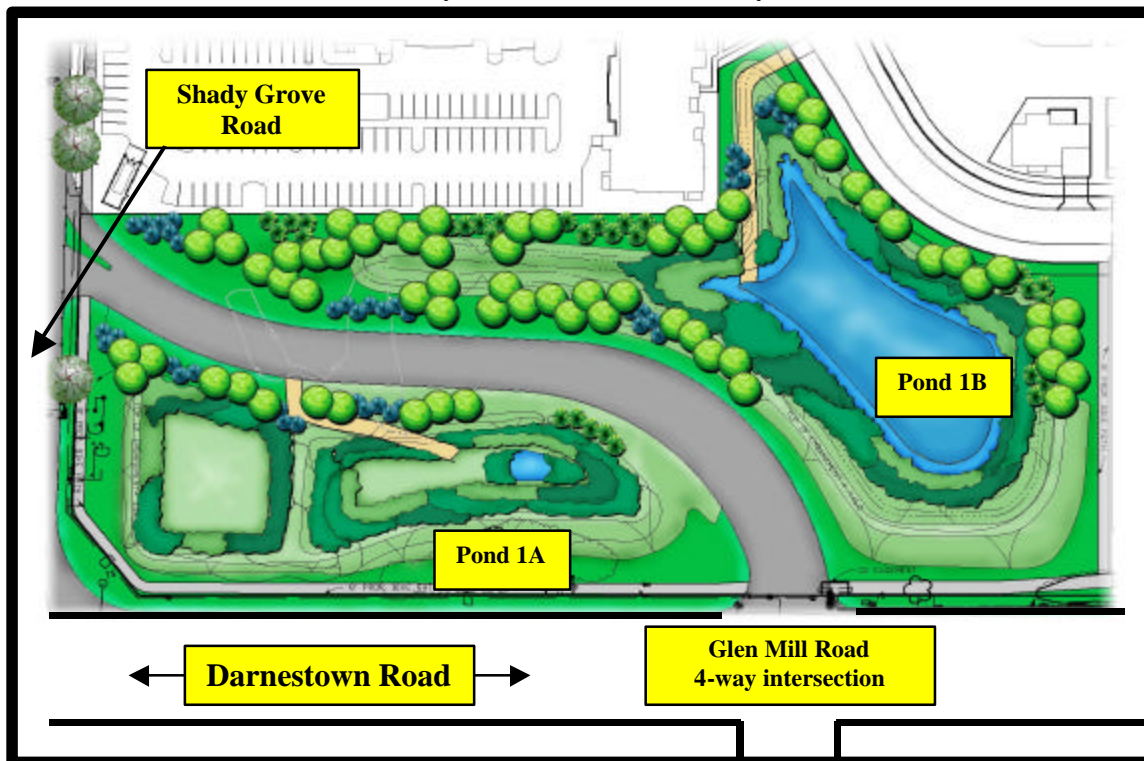 Shady Grove
Road
Pond 1B
Pond 1A
Darnestown Road
Glen Mill Road
4-way intersection